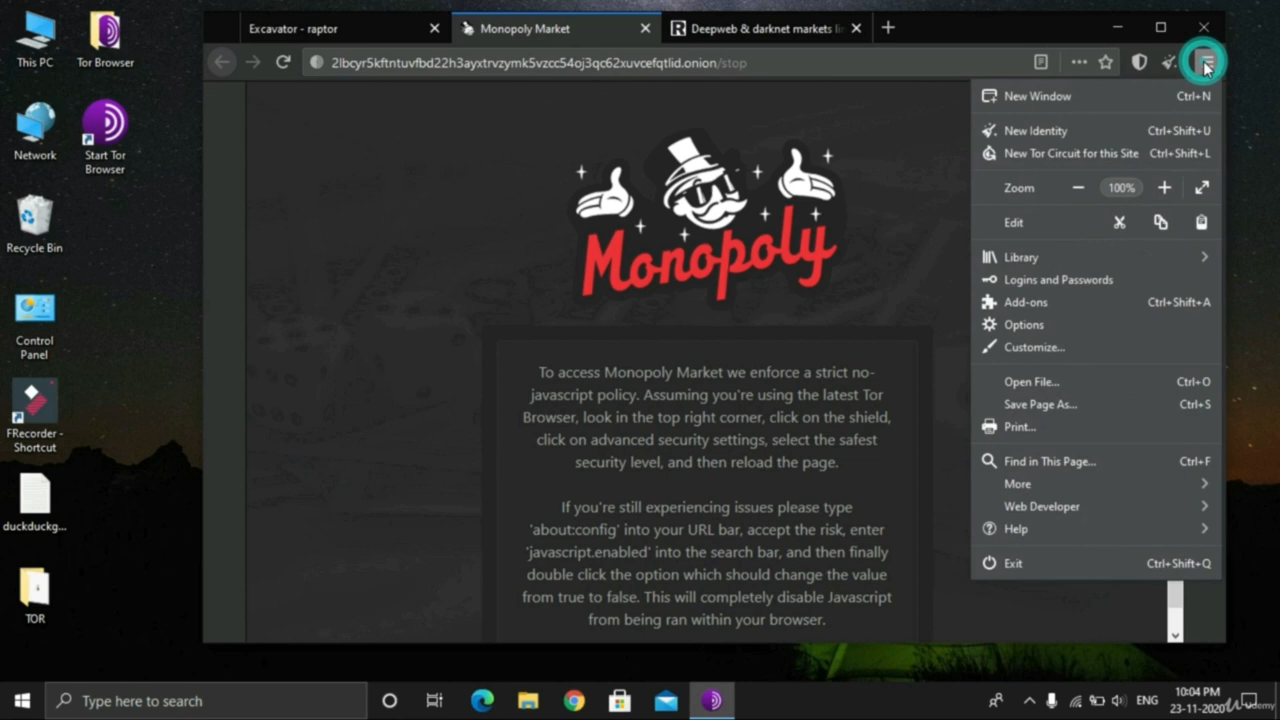 This PC
Tor Browser
Network
Start Tor
Browser
Recycle Bin
Control
Panel
FRecorder -
Shortcut
duckduckg...
TOR
Excavator - raptor
Monopoly Market
Deepweb & darknet markets li
2lbcyr5kftntuvfbd22h3ayxtrvzymk5vzcc54oj3qc62xuvcefqtlid.onion/stop
Monopoly
To access Monopoly Market we enforce a strict no-
javascript policy. Assuming you're using the latest Tor
Browser, look in the top right corner, click on the shield,
click on advanced security settings, select the safest
security level, and then reload the page.
If you're still experiencing issues please type
'about:config' into your URL bar, accept the risk, enter
'javascript.enabled' into the search bar, and then finally
double click the option which should change the value
from true to false. This will completely disable Javascript
from being ran within your browser.
New Window Ctrl+N
New Identity Ctrl+Shift+U
New Tor Circuit for this Site Ctrl+Shift+L
Zoom 100%
Edit
Library
Logins and Passwords
Add-ons Ctrl+Shift+A
Options
Customize...
Open File... Ctrl+O
Save Page As... Ctrl+S
Print...
Find in This Page... Ctrl+F
More
Web Developer
Help
Exit Ctrl+Shift+Q
Type here to search
ENG
10:04 PM
23-11-2020
Udemy